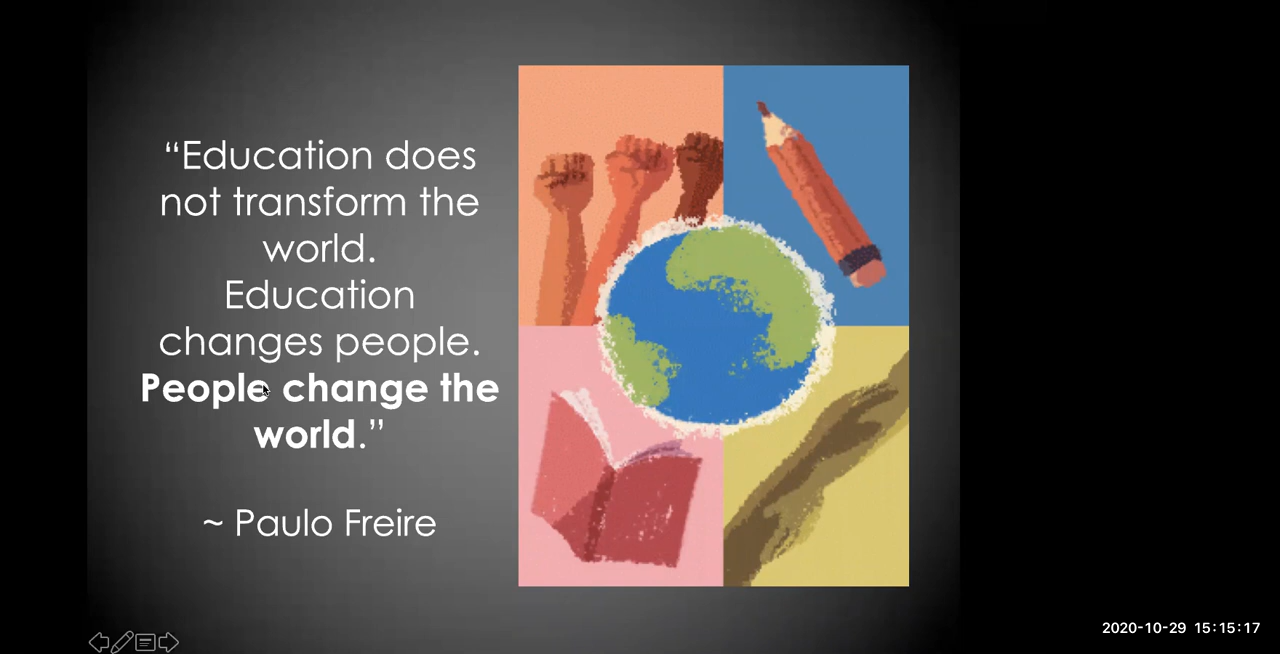 “Education does
not transform the
world.
Education
changes people.
People change the
world.”
~ Paulo Freire
2020-10-29 15:15:17